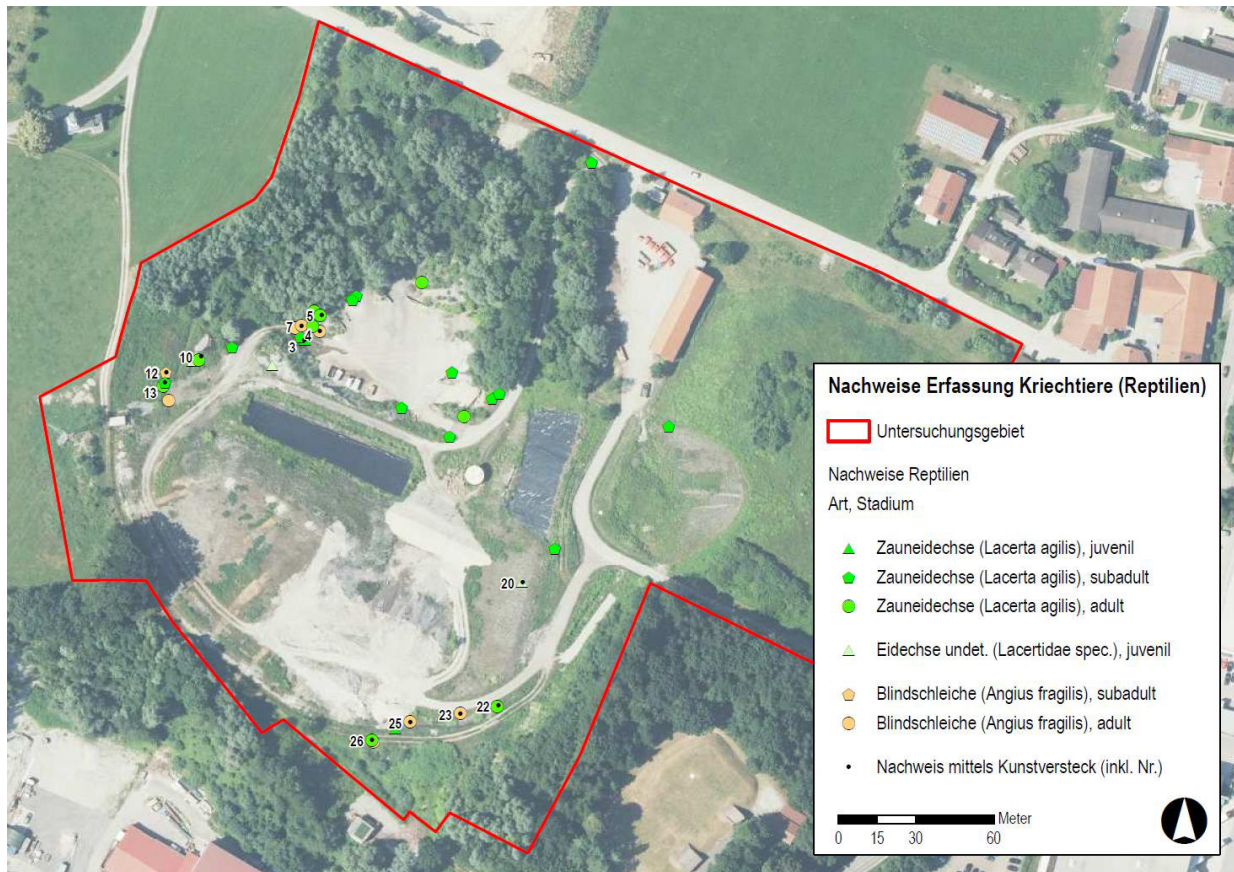 5
7
4
3
10
12
13
20
22
23
25
26
Nachweise Erfassung Kriechtiere (Reptilien)
Untersuchungsgebiet
Nachweise Reptilien
Art, Stadium
Zauneidechse (Lacerta agilis), juvenil
Zauneidechse (Lacerta agilis), subadult
Zauneidechse (Lacerta agilis), adult
Eidechse undet. (Lacertidae spec.), juvenil
Blindschleiche (Angius fragilis), subadult
Blindschleiche (Angius fragilis), adult
Nachweis mittels Kunstversteck (inkl. Nr.)
Meter
0 15 30 60